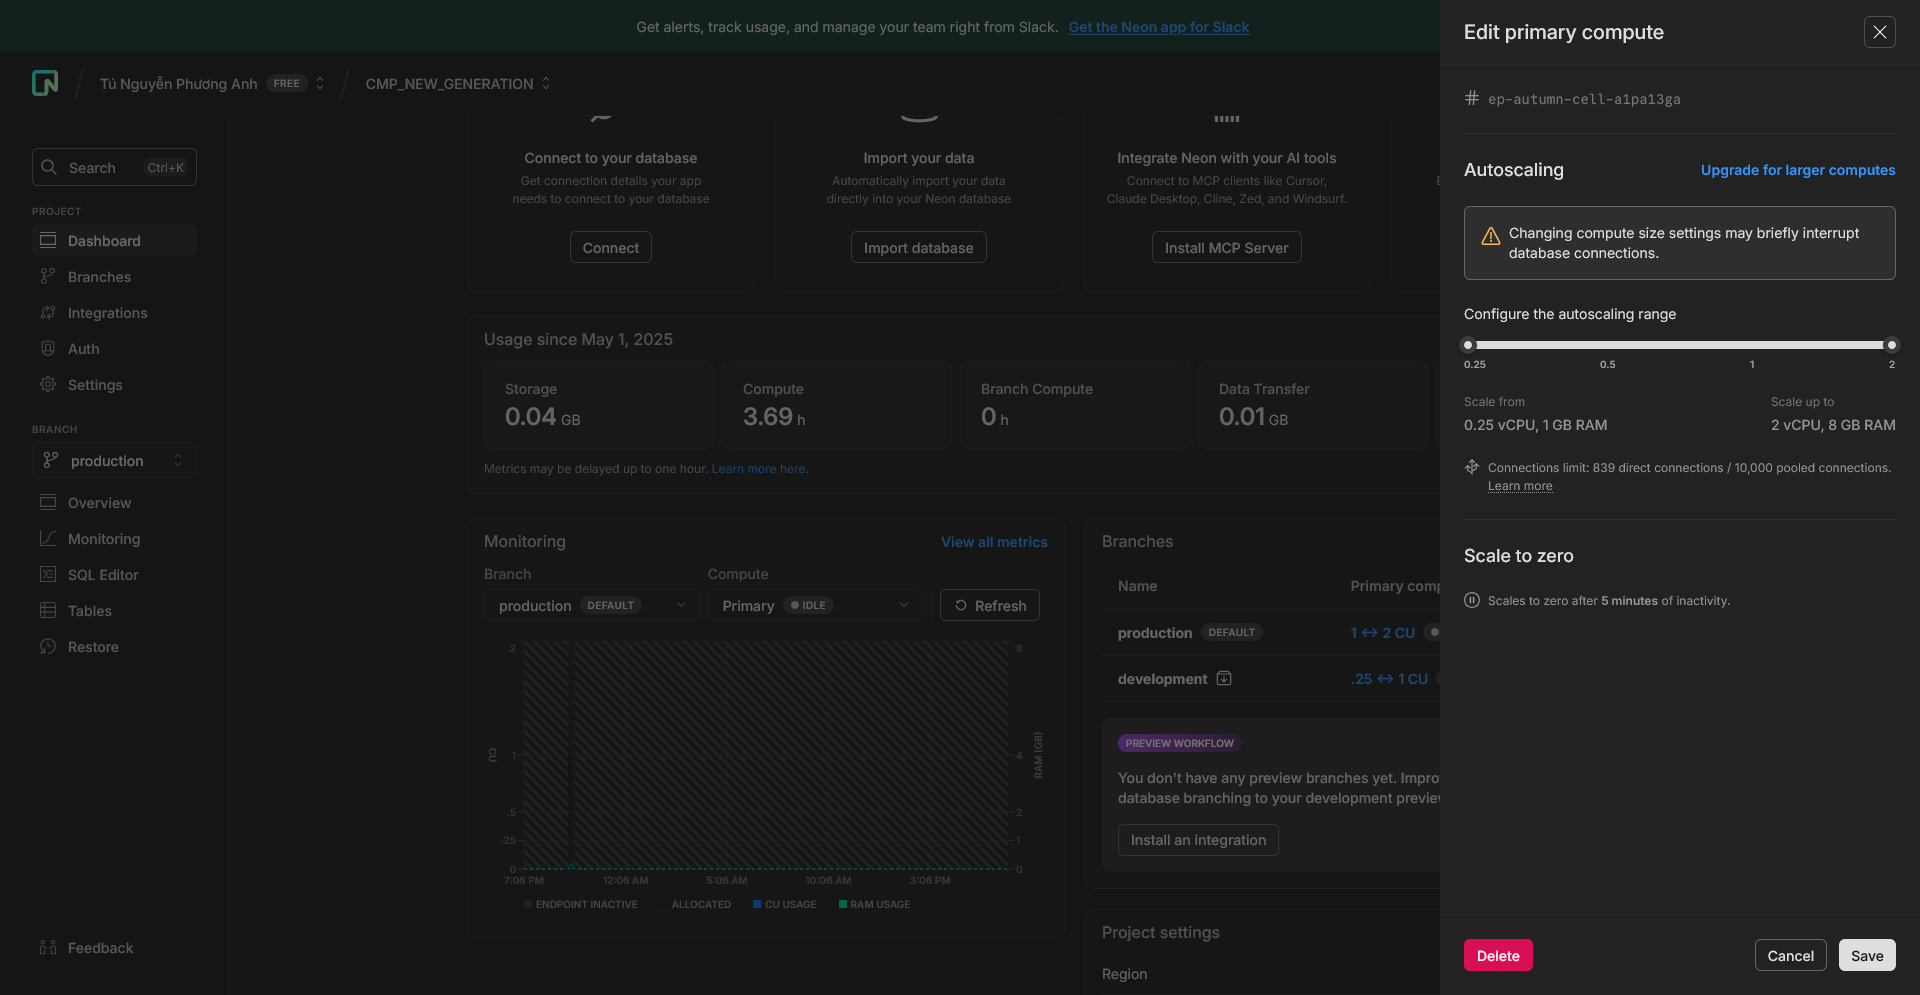 Get alerts, track usage, and manage your team right from Slack. Get the Neon app for Slack
Tú Nguyễn Phương Anh FREE
CMP_NEW_GENERATION
Search Ctrl+K
PROJECT
Dashboard
Branches
Integrations
Auth
Settings
BRANCH
production
Overview
Monitoring
SQL Editor
Tables
Restore
Feedback
Connect to your database
Get connection details your app
needs to connect to your database
Connect
Import your data
Automatically import your data
directly into your Neon database
Import database
Integrate Neon with your AI tools
Connect to MCP clients like Cursor,
Claude Desktop, Cline, Zed, and Windsurf.
Install MCP Server
Usage since May 1, 2025
Storage
0.04 GB
Compute
3.69 h
Branch Compute
0 h
Data Transfer
0.01 GB
Metrics may be delayed up to one hour. Learn more here.
Monitoring
View all metrics
Branch
production DEFAULT
Compute
Primary IDLE
Refresh
2
1
.5
.25
0
CU
8
4
2
1
0
RAM (GB)
7:06 PM
12:06 AM
5:06 AM
10:06 AM
3:06 PM
ENDPOINT INACTIVE
ALLOCATED
CU USAGE
RAM USAGE
Branches
Name
Primary comp
production DEFAULT
1 ↔ 2 CU
development
.25 ↔ 1 CU
PREVIEW WORKFLOW
You don't have any preview branches yet. Impro
database branching to your development preview
Install an integration
Project settings
Region
Edit primary compute
ep-autumn-cell-a1pa13ga
Autoscaling
Upgrade for larger computes
Changing compute size settings may briefly interrupt
database connections.
Configure the autoscaling range
0.25
0.5
1
2
Scale from
0.25 vCPU, 1 GB RAM
Scale up to
2 vCPU, 8 GB RAM
Connections limit: 839 direct connections / 10,000 pooled connections.
Learn more
Scale to zero
Scales to zero after 5 minutes of inactivity.
Delete
Cancel
Save